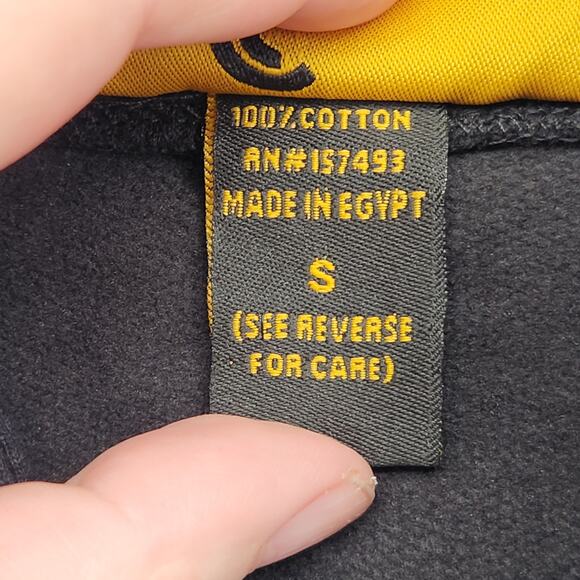 100% COTTON
RN#157493
MADE IN EGYPT
S
(SEE REVERSE
FOR CARE)